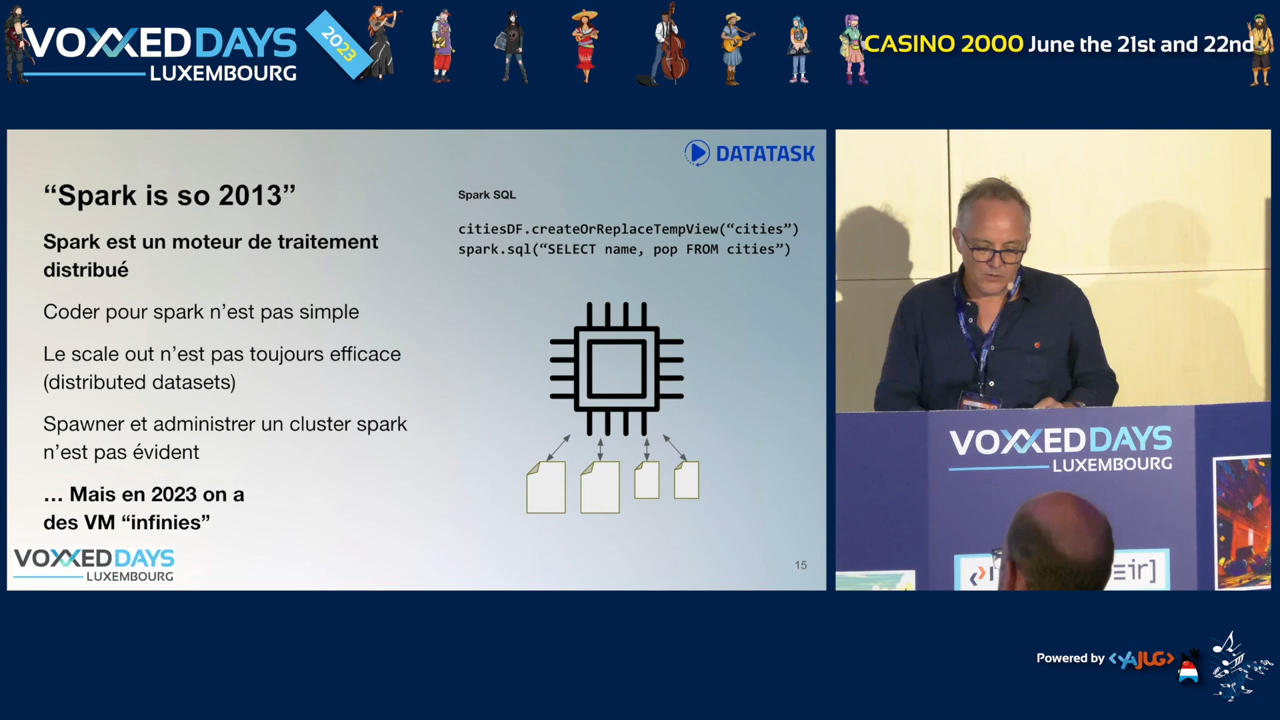 VOXXED DAYS
LUXEMBOURG
2023
CASINO 2000 June the 21st and 22nd
DATATASK
“Spark is so 2013”
Spark est un moteur de traitement
distribué
Coder pour spark n’est pas simple
Le scale out n’est pas toujours efficace
(distributed datasets)
Spawner et administrer un cluster spark
n’est pas évident
… Mais en 2023 on a
des VM “infinies”
VOXXED DAYS
LUXEMBOURG
Spark SQL
citiesDF.createOrReplaceTempView(“cities”)
spark.sql(“SELECT name, pop FROM cities”)
15
VOXXED DAYS
LUXEMBOURG
Powered by <YAJUG>